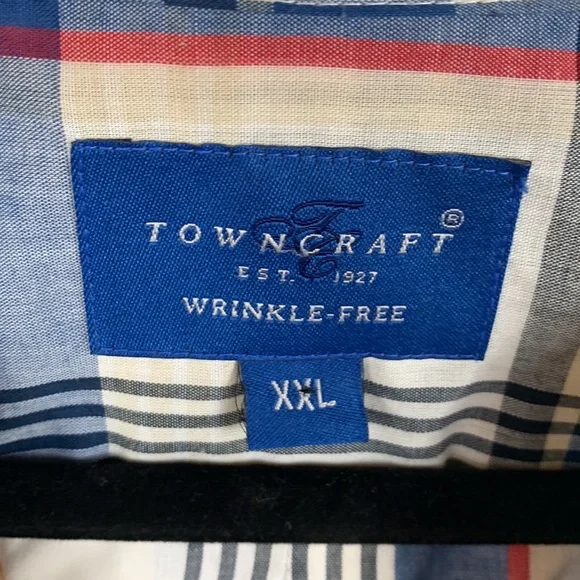 TOWNCRAFT®
EST. 1927
WRINKLE-FREE
XXL